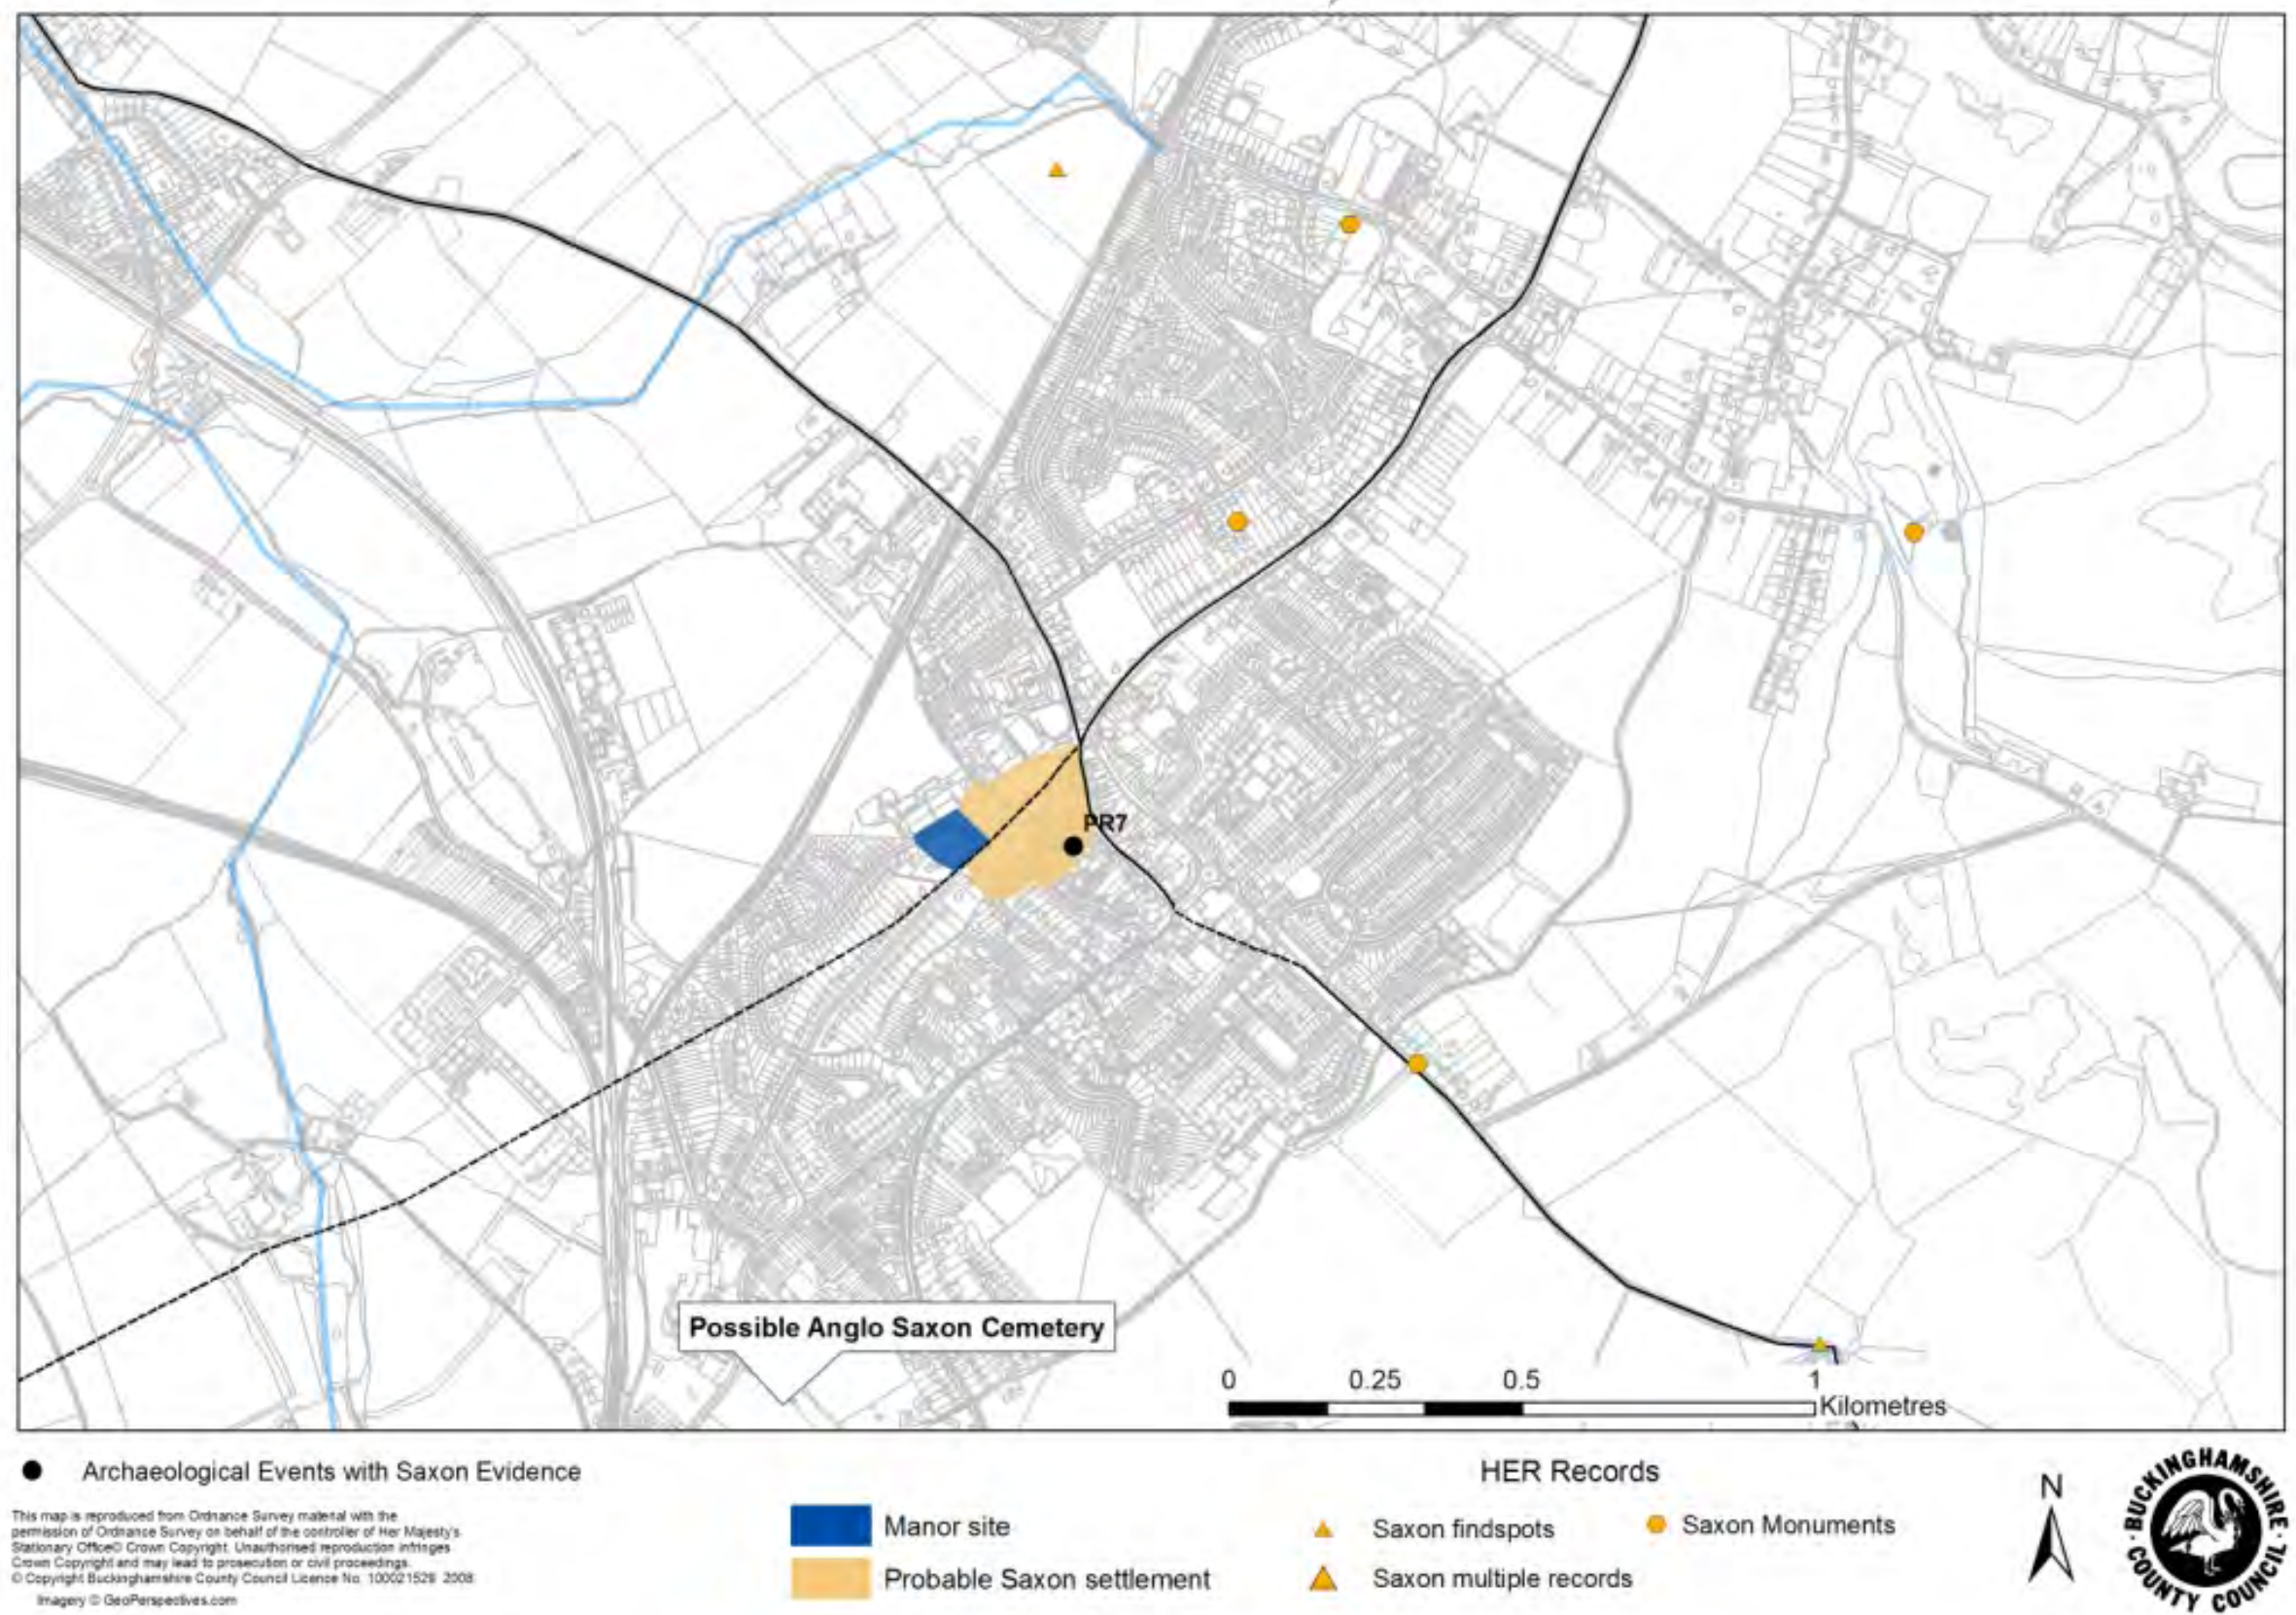 PR7
Possible Anglo Saxon Cemetery
0 0.25 0.5 1
Kilometres
Archaeological Events with Saxon Evidence
This map is reproduced from Ordnance Survey material with the
permission of Ordnance Survey on behalf of the controller of Her Majesty's
Stationary Office© Crown Copyright. Unauthorised reproduction infringes
Crown Copyright and may lead to prosecution or civil proceedings.
© Copyright Buckinghamshire County Council Licence No. 100021529 2008
Imagery © GeoPerspectives.com
Manor site
Probable Saxon settlement
HER Records
Saxon findspots
Saxon Monuments
Saxon multiple records
N
BUCKINGHAMSHIRE
COUNTY COUNCIL